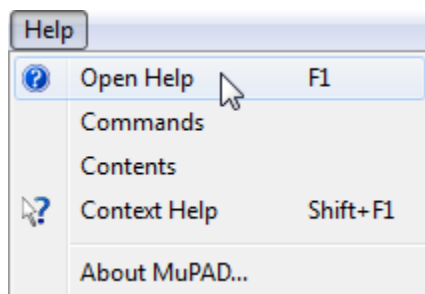 Help
Open Help F1
Commands
Contents
Context Help Shift+F1
About MuPAD...